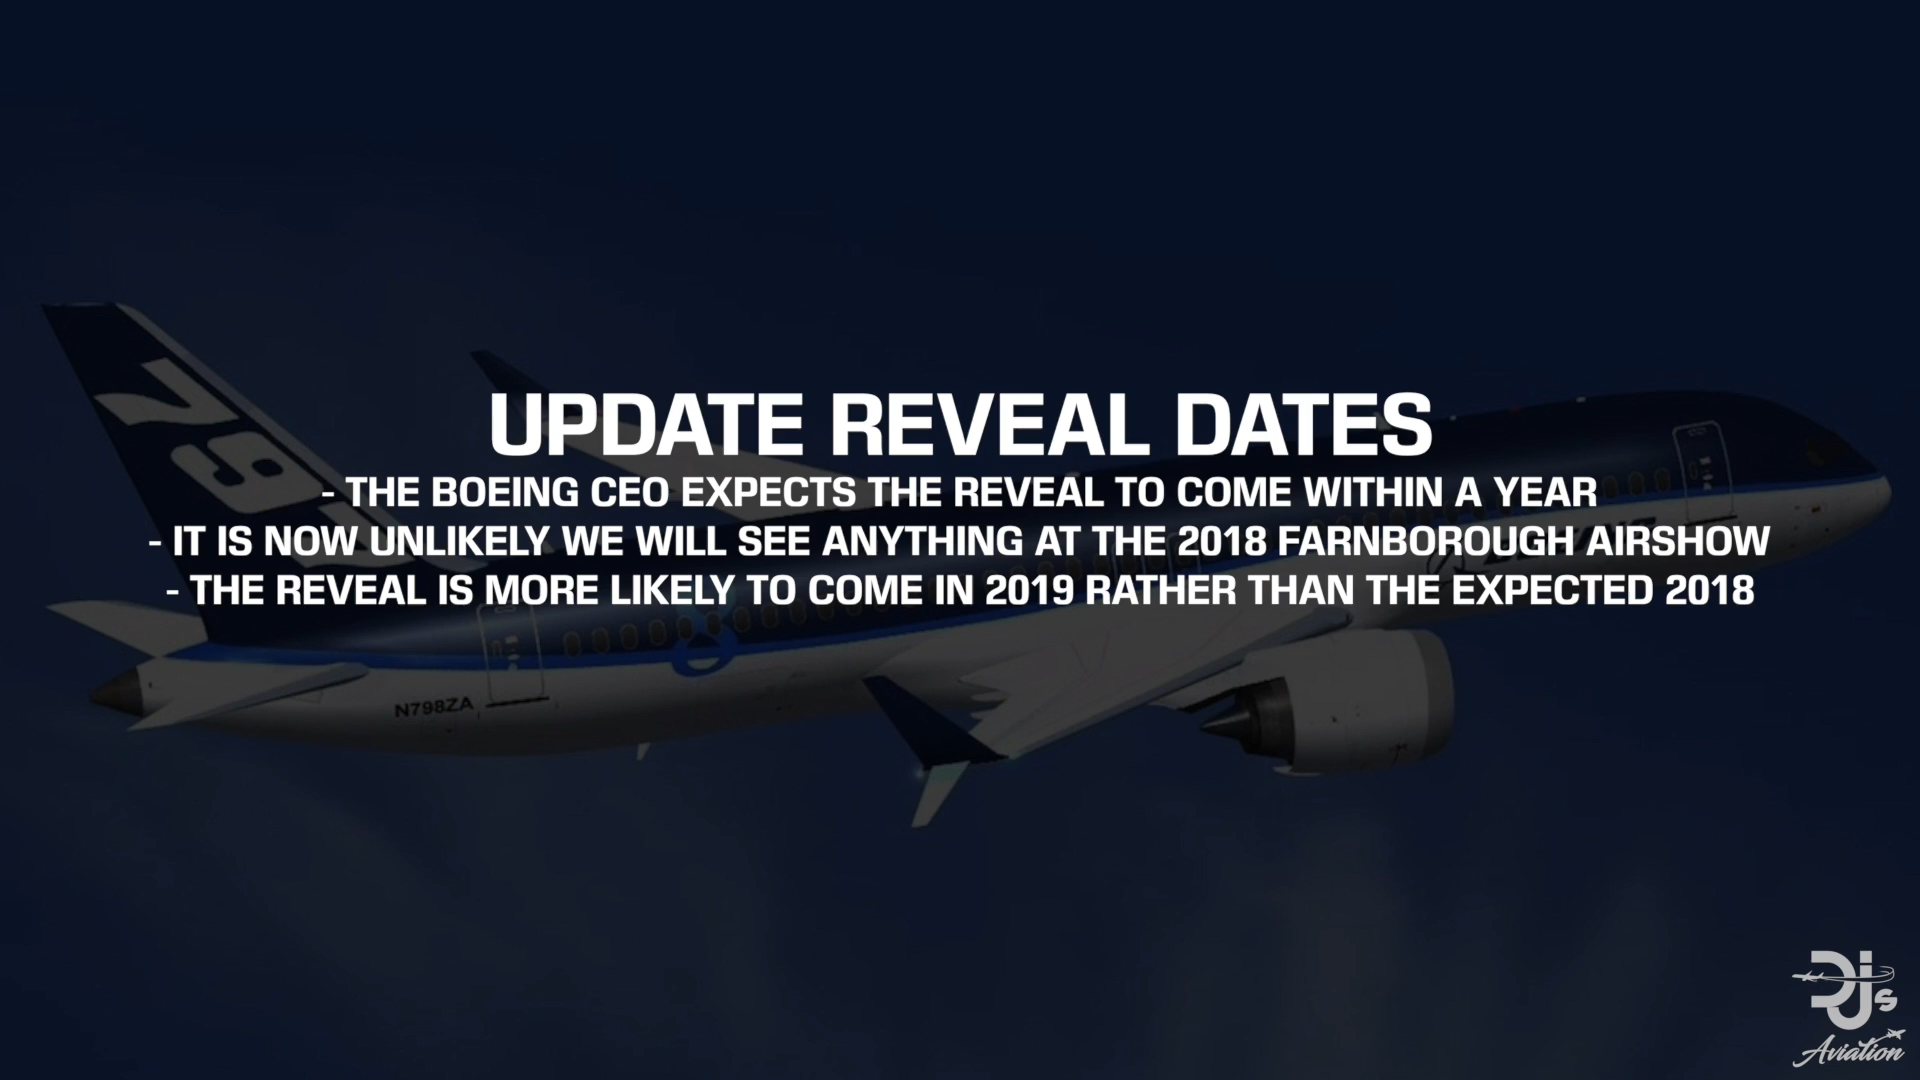 UPDATE REVEAL DATES
- THE BOEING CEO EXPECTS THE REVEAL TO COME WITHIN A YEAR
- IT IS NOW UNLIKELY WE WILL SEE ANYTHING AT THE 2018 FARNBOROUGH AIRSHOW
- THE REVEAL IS MORE LIKELY TO COME IN 2019 RATHER THAN THE EXPECTED 2018
797
N798ZA
DJs
Aviation